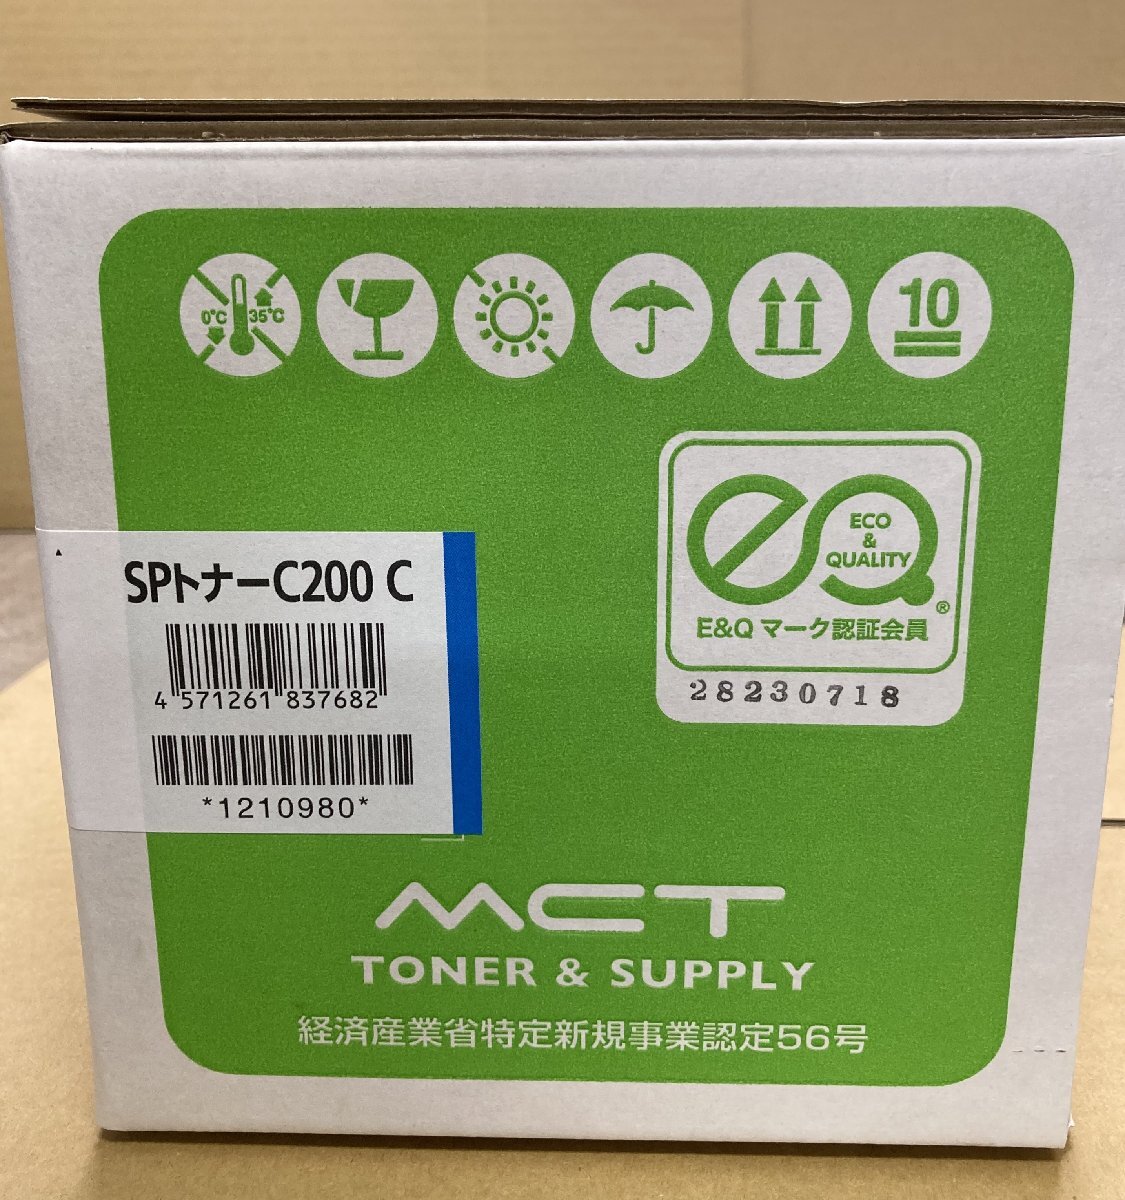 0°C 35°C
10
ECO
&
QUALITY
®
E&Q マーク認証会員
28230718
SPトナーC200 C
4 571261 837682
*1210980*
MCT
TONER & SUPPLY
経済産業省特定新規事業認定56号